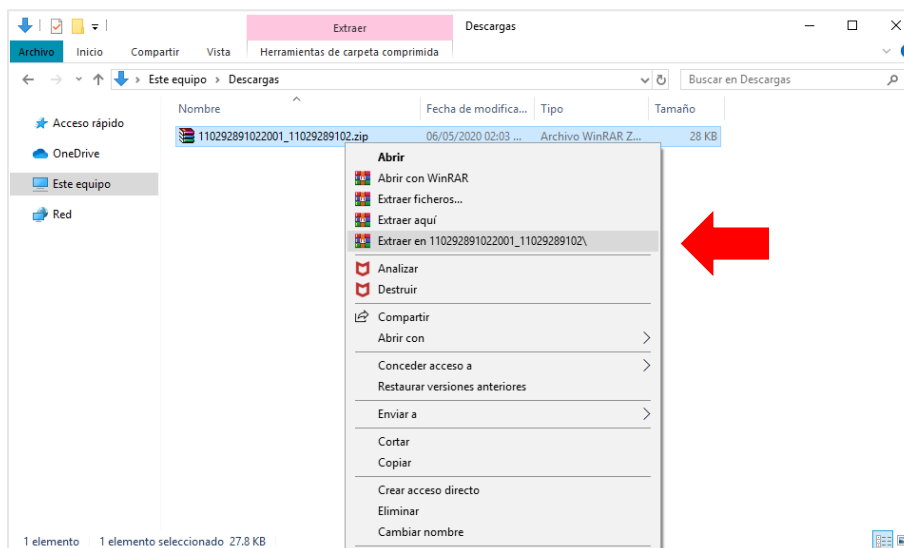 Extraer
Descargas
Archivo
Inicio
Compartir
Vista
Herramientas de carpeta comprimida
Este equipo > Descargas
Buscar en Descargas
Nombre
Fecha de modifica...
Tipo
Tamaño
Acceso rápido
OneDrive
Este equipo
Red
110292891022001_11029289102.zip
06/05/2020 02:03 ...
Archivo WinRAR Z...
28 KB
Abrir
Abrir con WinRAR
Extraer ficheros...
Extraer aquí
Extraer en 110292891022001_11029289102\
Analizar
Destruir
Compartir
Abrir con
Conceder acceso a
Restaurar versiones anteriores
Enviar a
Cortar
Copiar
Crear acceso directo
Eliminar
Cambiar nombre
1 elemento
1 elemento seleccionado 27.8 KB